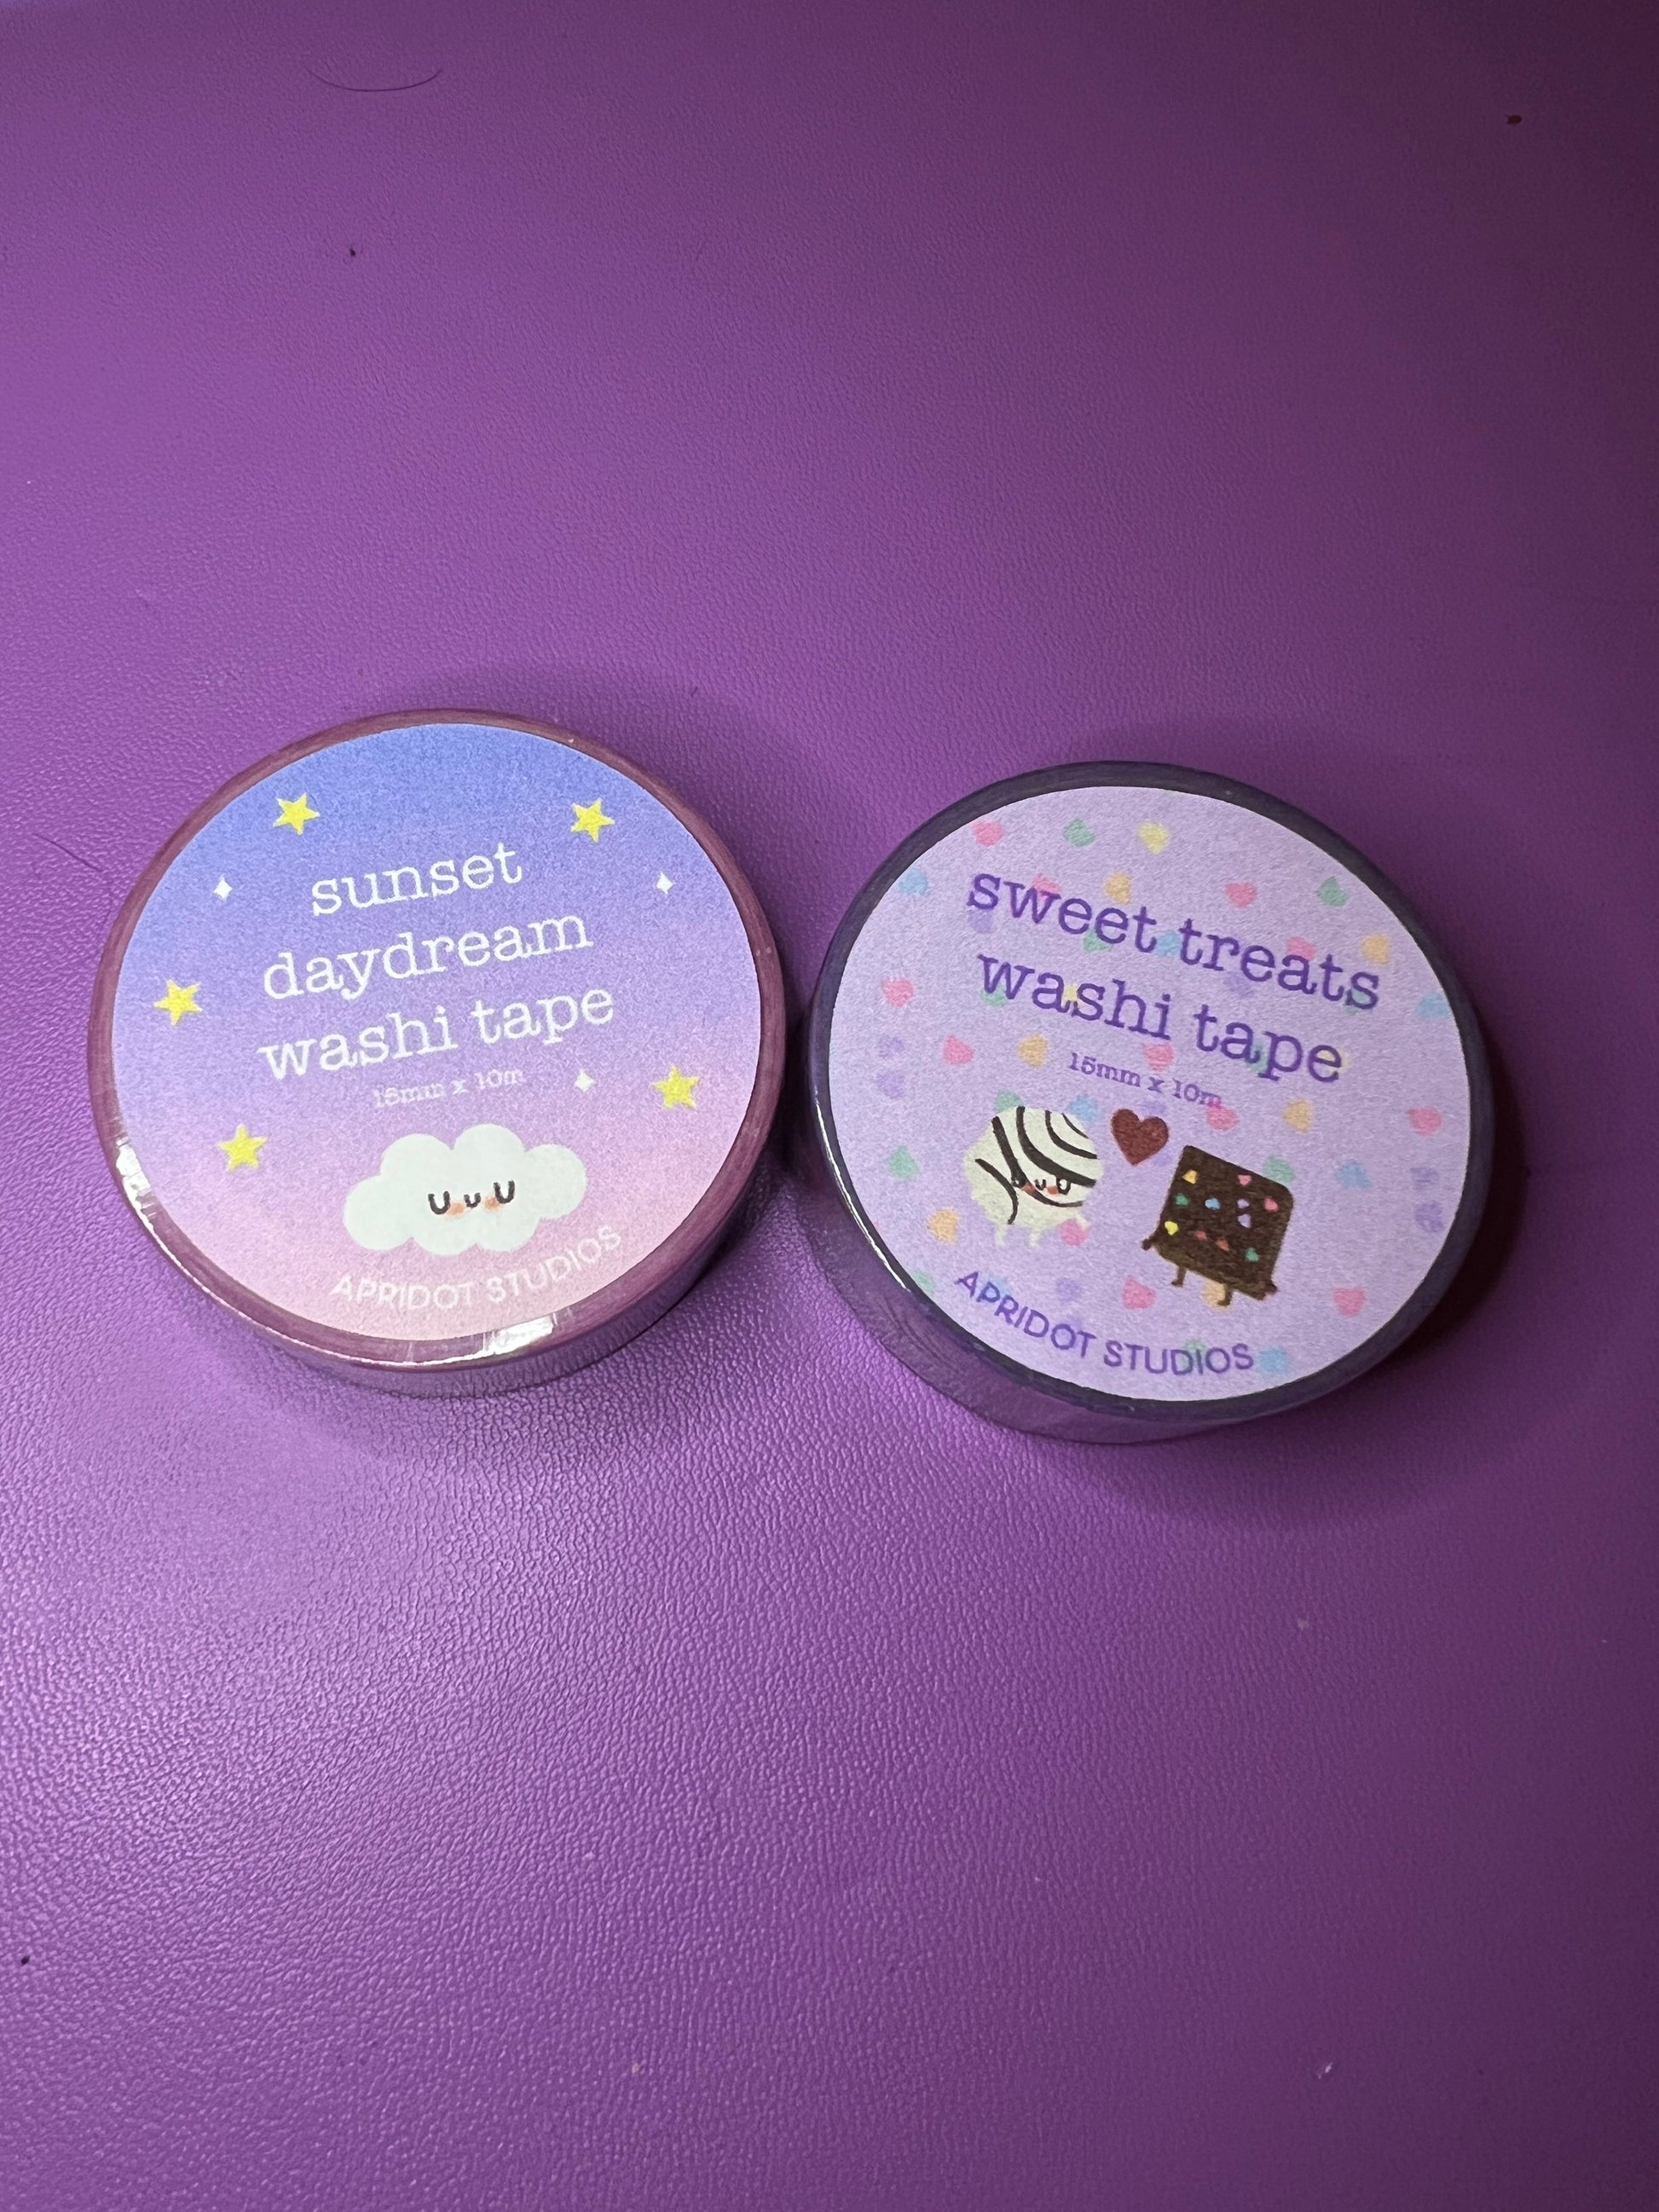 sunset
daydream
washi tape
15mm x 10m
APRIDOT STUDIOS
sweet treats
washi tape
15mm x 10m
APRIDOT STUDIOS